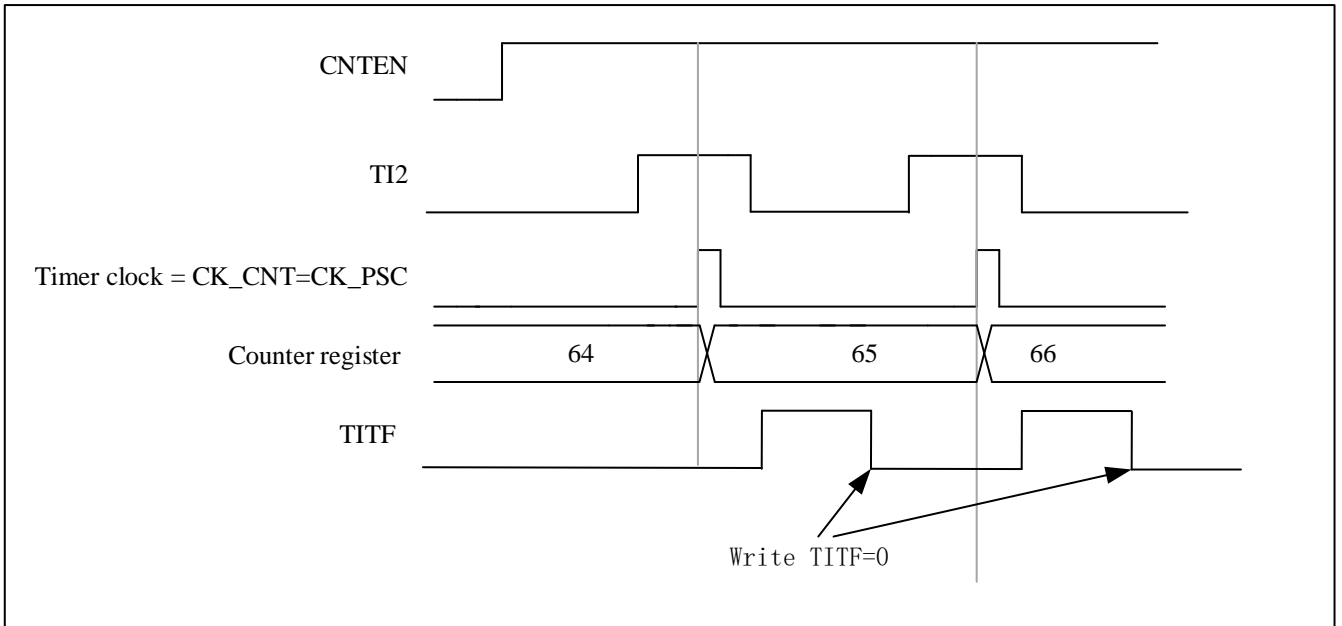 CNTEN
TI2
Timer clock = CK_CNT=CK_PSC
Counter register 64 65 66
TITF
Write TITF=0